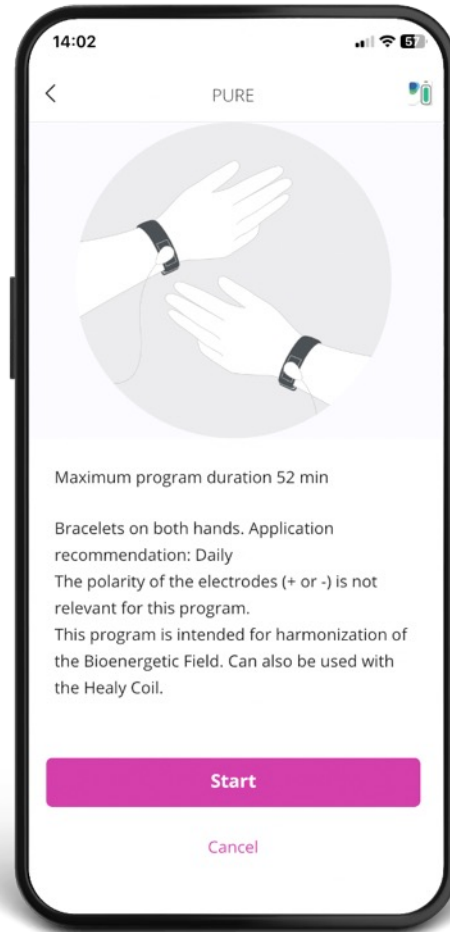 14:02
57
PURE
Maximum program duration 52 min
Bracelets on both hands. Application
recommendation: Daily
The polarity of the electrodes (+ or -) is not
relevant for this program.
This program is intended for harmonization of
the Bioenergetic Field. Can also be used with
the Healy Coil.
Start
Cancel